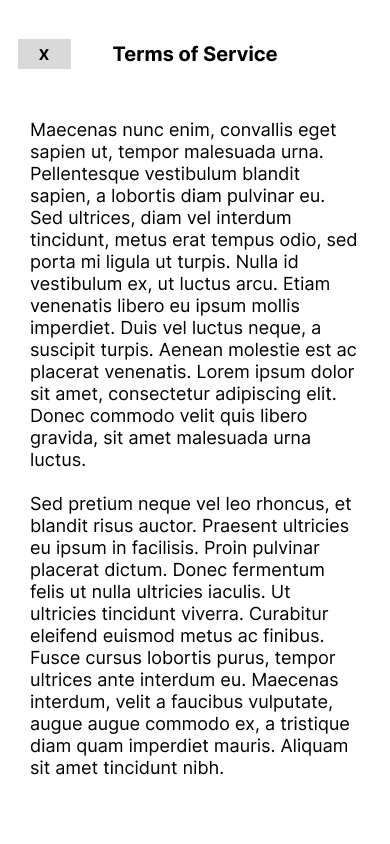 X
Terms of Service
Maecenas nunc enim, convallis eget
sapien ut, tempor malesuada urna.
Pellentesque vestibulum blandit
sapien, a lobortis diam pulvinar eu.
Sed ultrices, diam vel interdum
tincidunt, metus erat tempus odio, sed
porta mi ligula ut turpis. Nulla id
vestibulum ex, ut luctus arcu. Etiam
venenatis libero eu ipsum mollis
imperdiet. Duis vel luctus neque, a
suscipit turpis. Aenean molestie est ac
placerat venenatis. Lorem ipsum dolor
sit amet, consectetur adipiscing elit.
Donec commodo velit quis libero
gravida, sit amet malesuada urna
luctus.
Sed pretium neque vel leo rhoncus, et
blandit risus auctor. Praesent ultricies
eu ipsum in facilisis. Proin pulvinar
placerat dictum. Donec fermentum
felis ut nulla ultricies iaculis. Ut
ultricies tincidunt viverra. Curabitur
eleifend euismod metus ac finibus.
Fusce cursus lobortis purus, tempor
ultrices ante interdum eu. Maecenas
interdum, velit a faucibus vulputate,
augue augue commodo ex, a tristique
diam quam imperdiet mauris. Aliquam
sit amet tincidunt nibh.